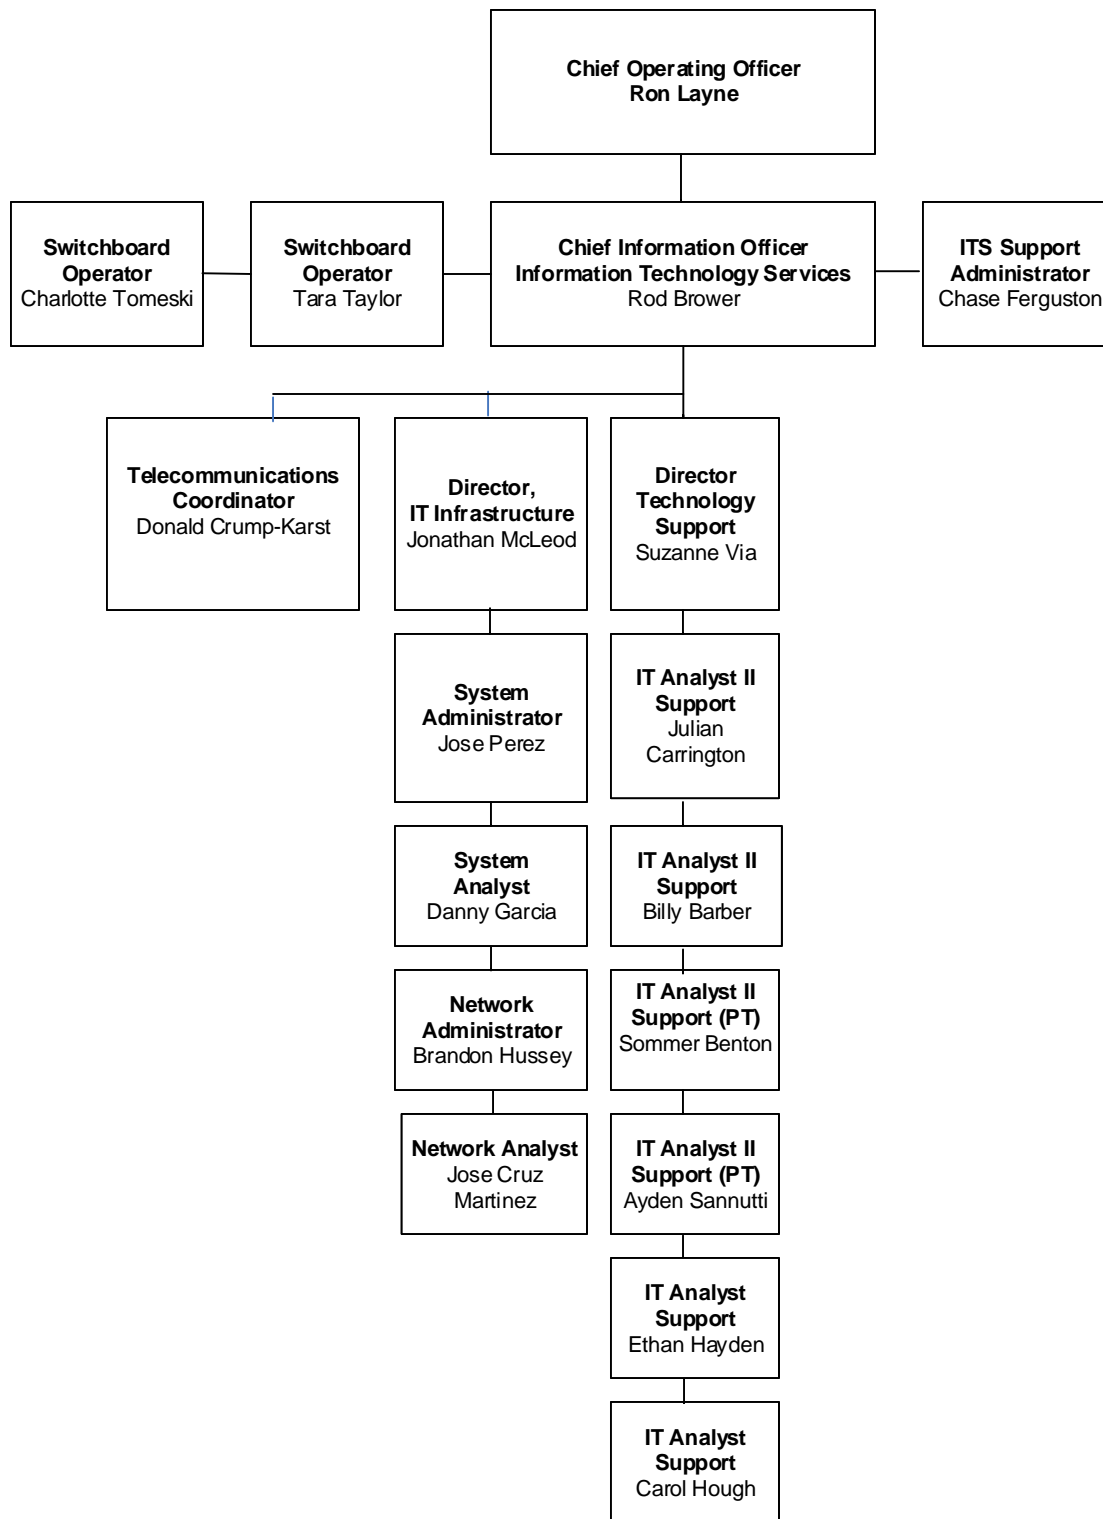 Chief Operating Officer
Ron Layne
Switchboard
Operator
Charlotte Tomeski
Switchboard
Operator
Tara Taylor
Chief Information Officer
Information Technology Services
Rod Brower
ITS Support
Administrator
Chase Ferguston
Telecommunications
Coordinator
Donald Crump-Karst
Director,
IT Infrastructure
Jonathan McLeod
Director
Technology
Support
Suzanne Via
System
Administrator
Jose Perez
IT Analyst II
Support
Julian
Carrington
System
Analyst
Danny Garcia
IT Analyst II
Support
Billy Barber
Network
Administrator
Brandon Hussey
IT Analyst II
Support (PT)
Sommer Benton
Network Analyst
Jose Cruz
Martinez
IT Analyst II
Support (PT)
Ayden Sannutti
IT Analyst
Support
Ethan Hayden
IT Analyst
Support
Carol Hough